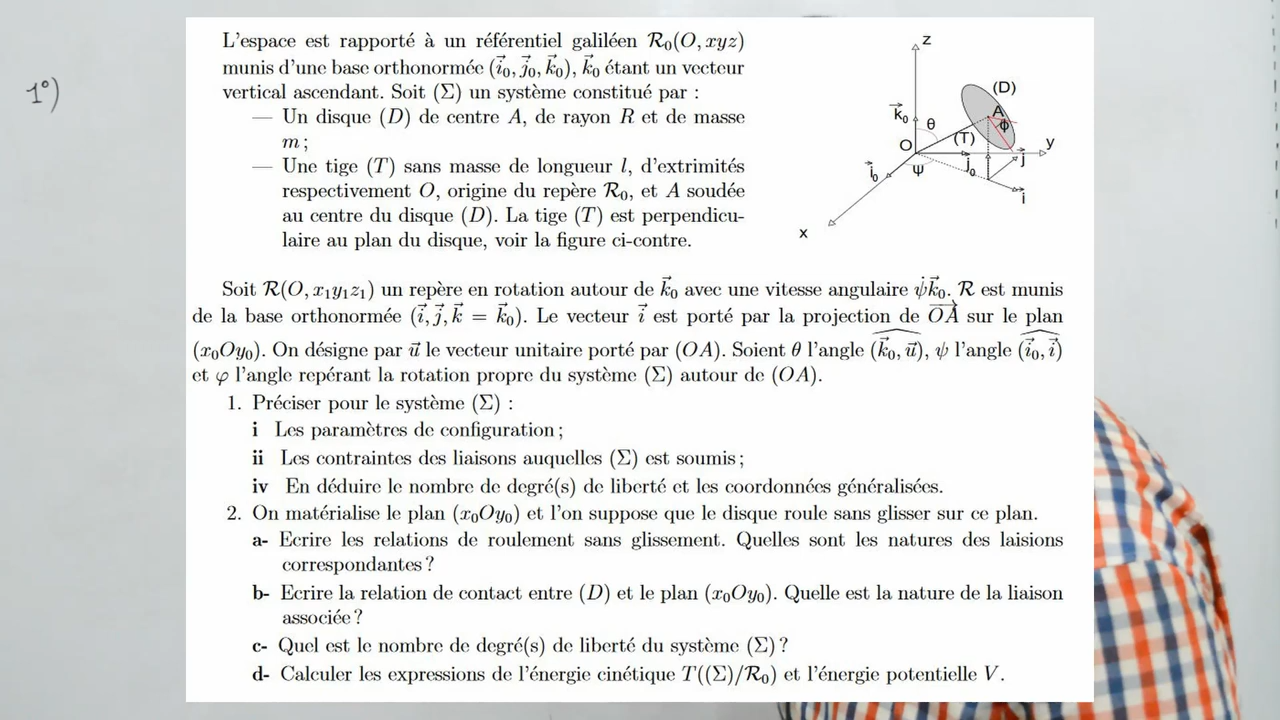 1°)
L'espace est rapporté à un référentiel galiléen R₀(O, xyz)
munis d'une base orthonormée (i⃗₀, j⃗₀, k⃗₀), k⃗₀ étant un vecteur
vertical ascendant. Soit (Σ) un système constitué par :
— Un disque (D) de centre A, de rayon R et de masse
m ;
— Une tige (T) sans masse de longueur l, d'extrimités
respectivement O, origine du repère R₀, et A soudée
au centre du disque (D). La tige (T) est perpendicu-
laire au plan du disque, voir la figure ci-contre.
z
(D)
A
k⃗₀
θ
ϕ
O
(T)
y
i⃗₀
ψ
j⃗₀
j⃗
i⃗
x
Soit R(O, x₁y₁z₁) un repère en rotation autour de k⃗₀ avec une vitesse angulaire ψ̇k⃗₀. R est munis
de la base orthonormée (i⃗, j⃗, k⃗ = k⃗₀). Le vecteur i⃗ est porté par la projection de OA⃗ sur le plan
(x₀Oy₀). On désigne par u⃗ le vecteur unitaire porté par (OA). Soient θ l'angle (k⃗₀, u⃗), ψ l'angle (i⃗₀, i⃗)
et φ l'angle repérant la rotation propre du système (Σ) autour de (OA).
1. Préciser pour le système (Σ) :
i Les paramètres de configuration ;
ii Les contraintes des liaisons auquelles (Σ) est soumis ;
iv En déduire le nombre de degré(s) de liberté et les coordonnées généralisées.
2. On matérialise le plan (x₀Oy₀) et l'on suppose que le disque roule sans glisser sur ce plan.
a- Ecrire les relations de roulement sans glissement. Quelles sont les natures des laisions
correspondantes ?
b- Ecrire la relation de contact entre (D) et le plan (x₀Oy₀). Quelle est la nature de la liaison
associée ?
c- Quel est le nombre de degré(s) de liberté du système (Σ) ?
d- Calculer les expressions de l'énergie cinétique T((Σ)/R₀) et l'énergie potentielle V.